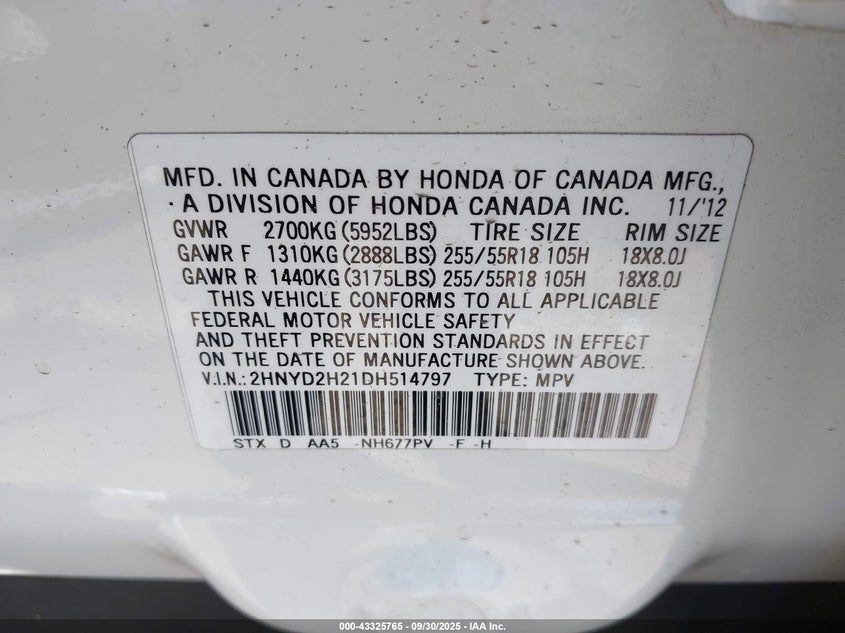 MFD. IN CANADA BY HONDA OF CANADA MFG.,
·A DIVISION OF HONDA CANADA INC. 11/'12
GVWR 2700KG(5952LBS) TIRE SIZE RIM SIZE
GAWR F 1310KG(2888LBS) 255/55R18 105H 18X8.0J
GAWR R 1440KG(3175LBS) 255/55R18 105H 18X8.0J
THIS VEHICLE CONFORMS TO ALL APPLICABLE
FEDERAL MOTOR VEHICLE SAFETY
AND THEFT PREVENTION STANDARDS IN EFFECT
ON THE DATE OF MANUFACTURE SHOWN ABOVE.
V.I.N.:2HNYD2H21DH514797 TYPE: MPV
STX D AA5 -NH677PV -F -H
000-43325765 - 09/30/2025 - IAA Inc.